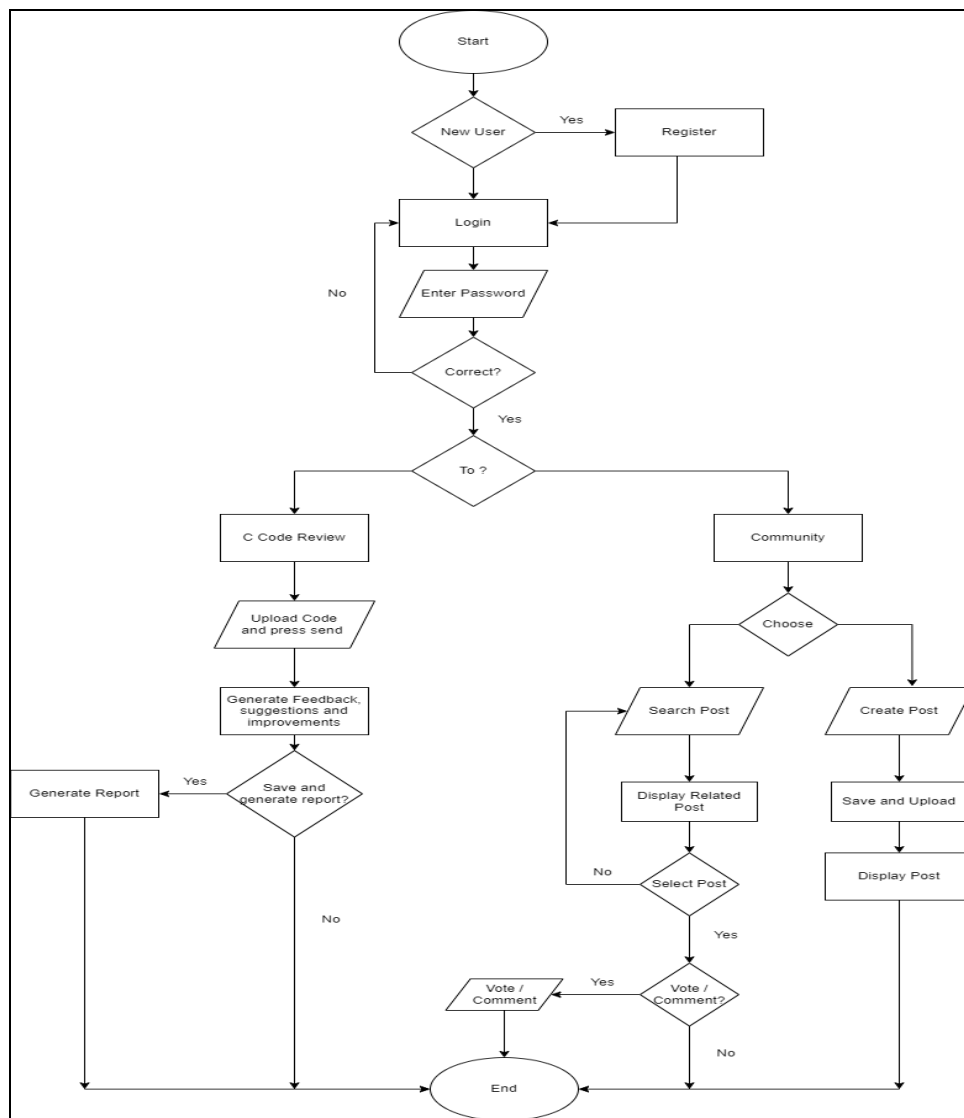 Start
New User
Yes
Register
Login
No
Enter Password
Correct?
Yes
To ?
C Code Review
Community
Upload Code
and press send
Choose
Generate Feedback,
suggestions and
improvements
Search Post
Create Post
Yes
Generate Report
Save and
generate report?
Display Related
Post
Save and Upload
No
Select Post
Display Post
No
Yes
Vote /
Comment
Yes
Vote /
Comment?
No
End